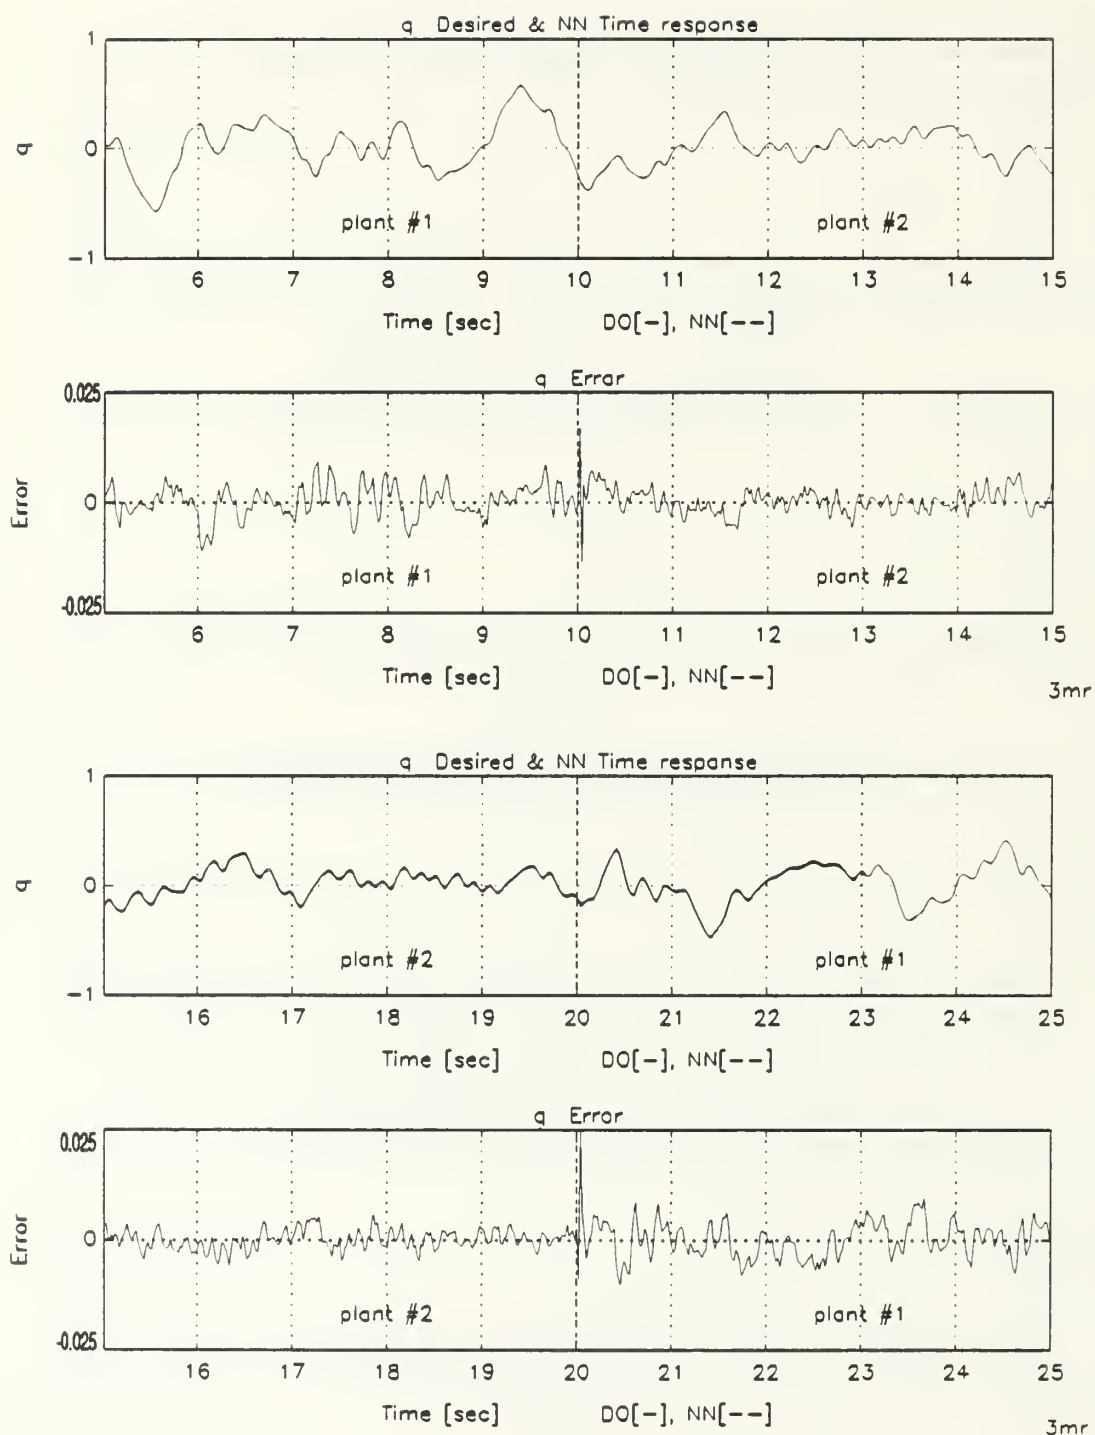 q Desired & NN Time response
1
q
0
plant #1
plant #2
-1
6 7 8 9 10 11 12 13 14 15
Time [sec] DO[-], NN[--]
q Error
0.025
Error
0
plant #1
plant #2
-0.025
6 7 8 9 10 11 12 13 14 15
Time [sec] DO[-], NN[--]
3mr
q Desired & NN Time response
1
q
0
plant #2
plant #1
-1
16 17 18 19 20 21 22 23 24 25
Time [sec] DO[-], NN[--]
q Error
0.025
Error
0
plant #2
plant #1
-0.025
16 17 18 19 20 21 22 23 24 25
Time [sec] DO[-], NN[--]
3mr